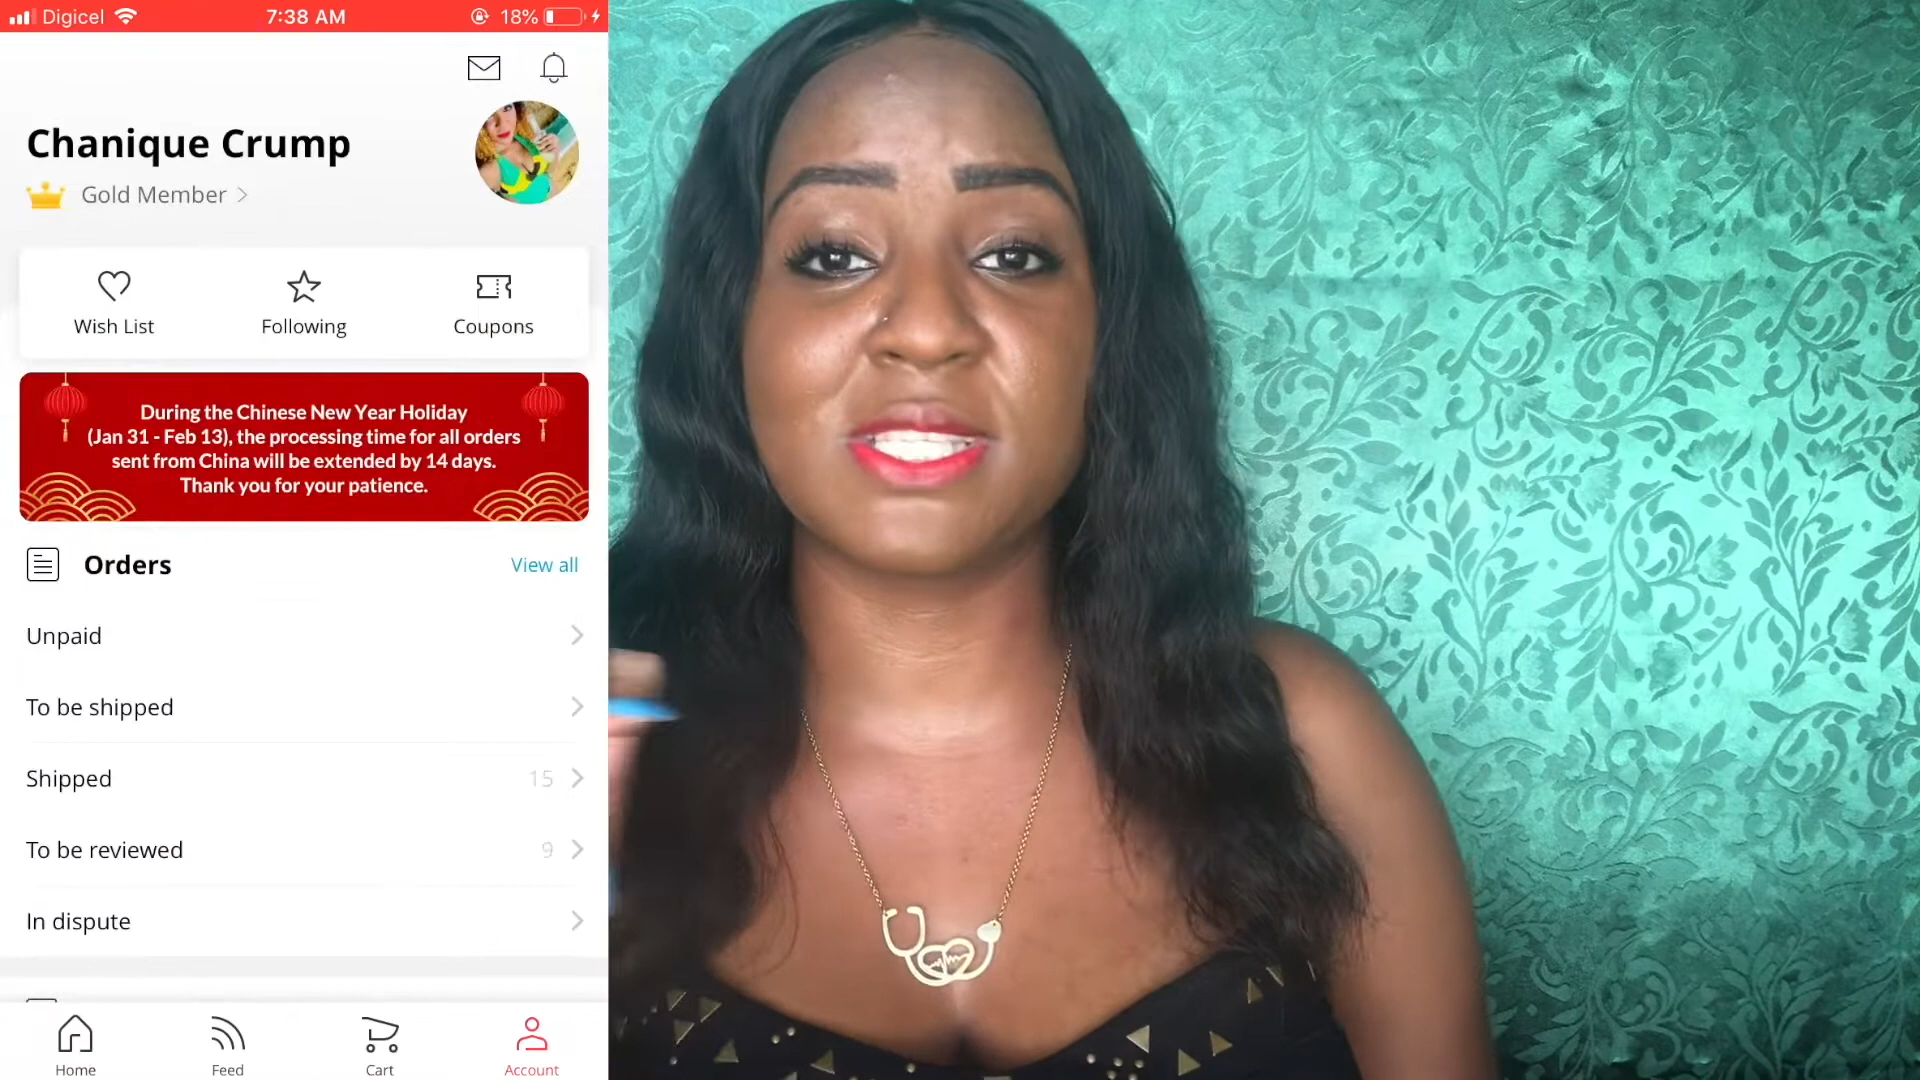 Digicel
7:38 AM
18%
Chanique Crump
Gold Member
Wish List
Following
Coupons
During the Chinese New Year Holiday
(Jan 31 - Feb 13), the processing time for all orders
sent from China will be extended by 14 days.
Thank you for your patience.
Orders
View all
Unpaid
To be shipped
Shipped
15
To be reviewed
9
In dispute
Home
Feed
Cart
Account